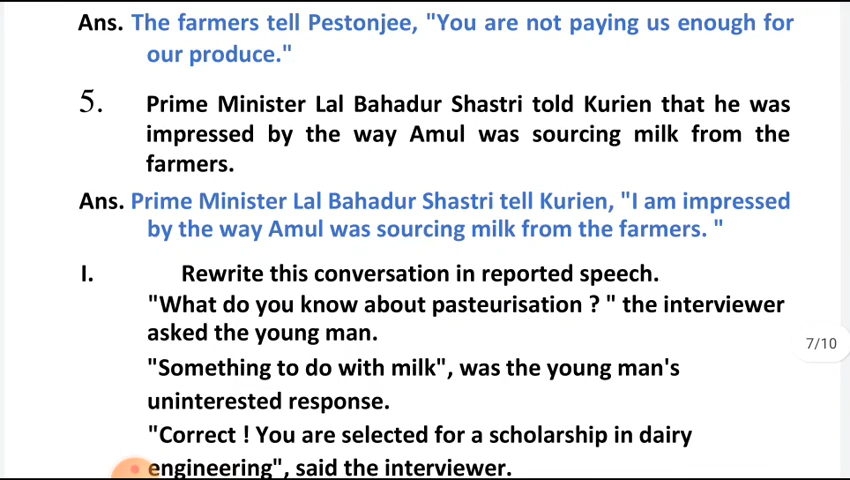 Ans. The farmers tell Pestonjee, "You are not paying us enough for
our produce."
5. Prime Minister Lal Bahadur Shastri told Kurien that he was
impressed by the way Amul was sourcing milk from the
farmers.
Ans. Prime Minister Lal Bahadur Shastri tell Kurien, "I am impressed
by the way Amul was sourcing milk from the farmers. "
I. Rewrite this conversation in reported speech.
"What do you know about pasteurisation ? " the interviewer
asked the young man.
7/10
"Something to do with milk", was the young man's
uninterested response.
"Correct ! You are selected for a scholarship in dairy
engineering", said the interviewer.